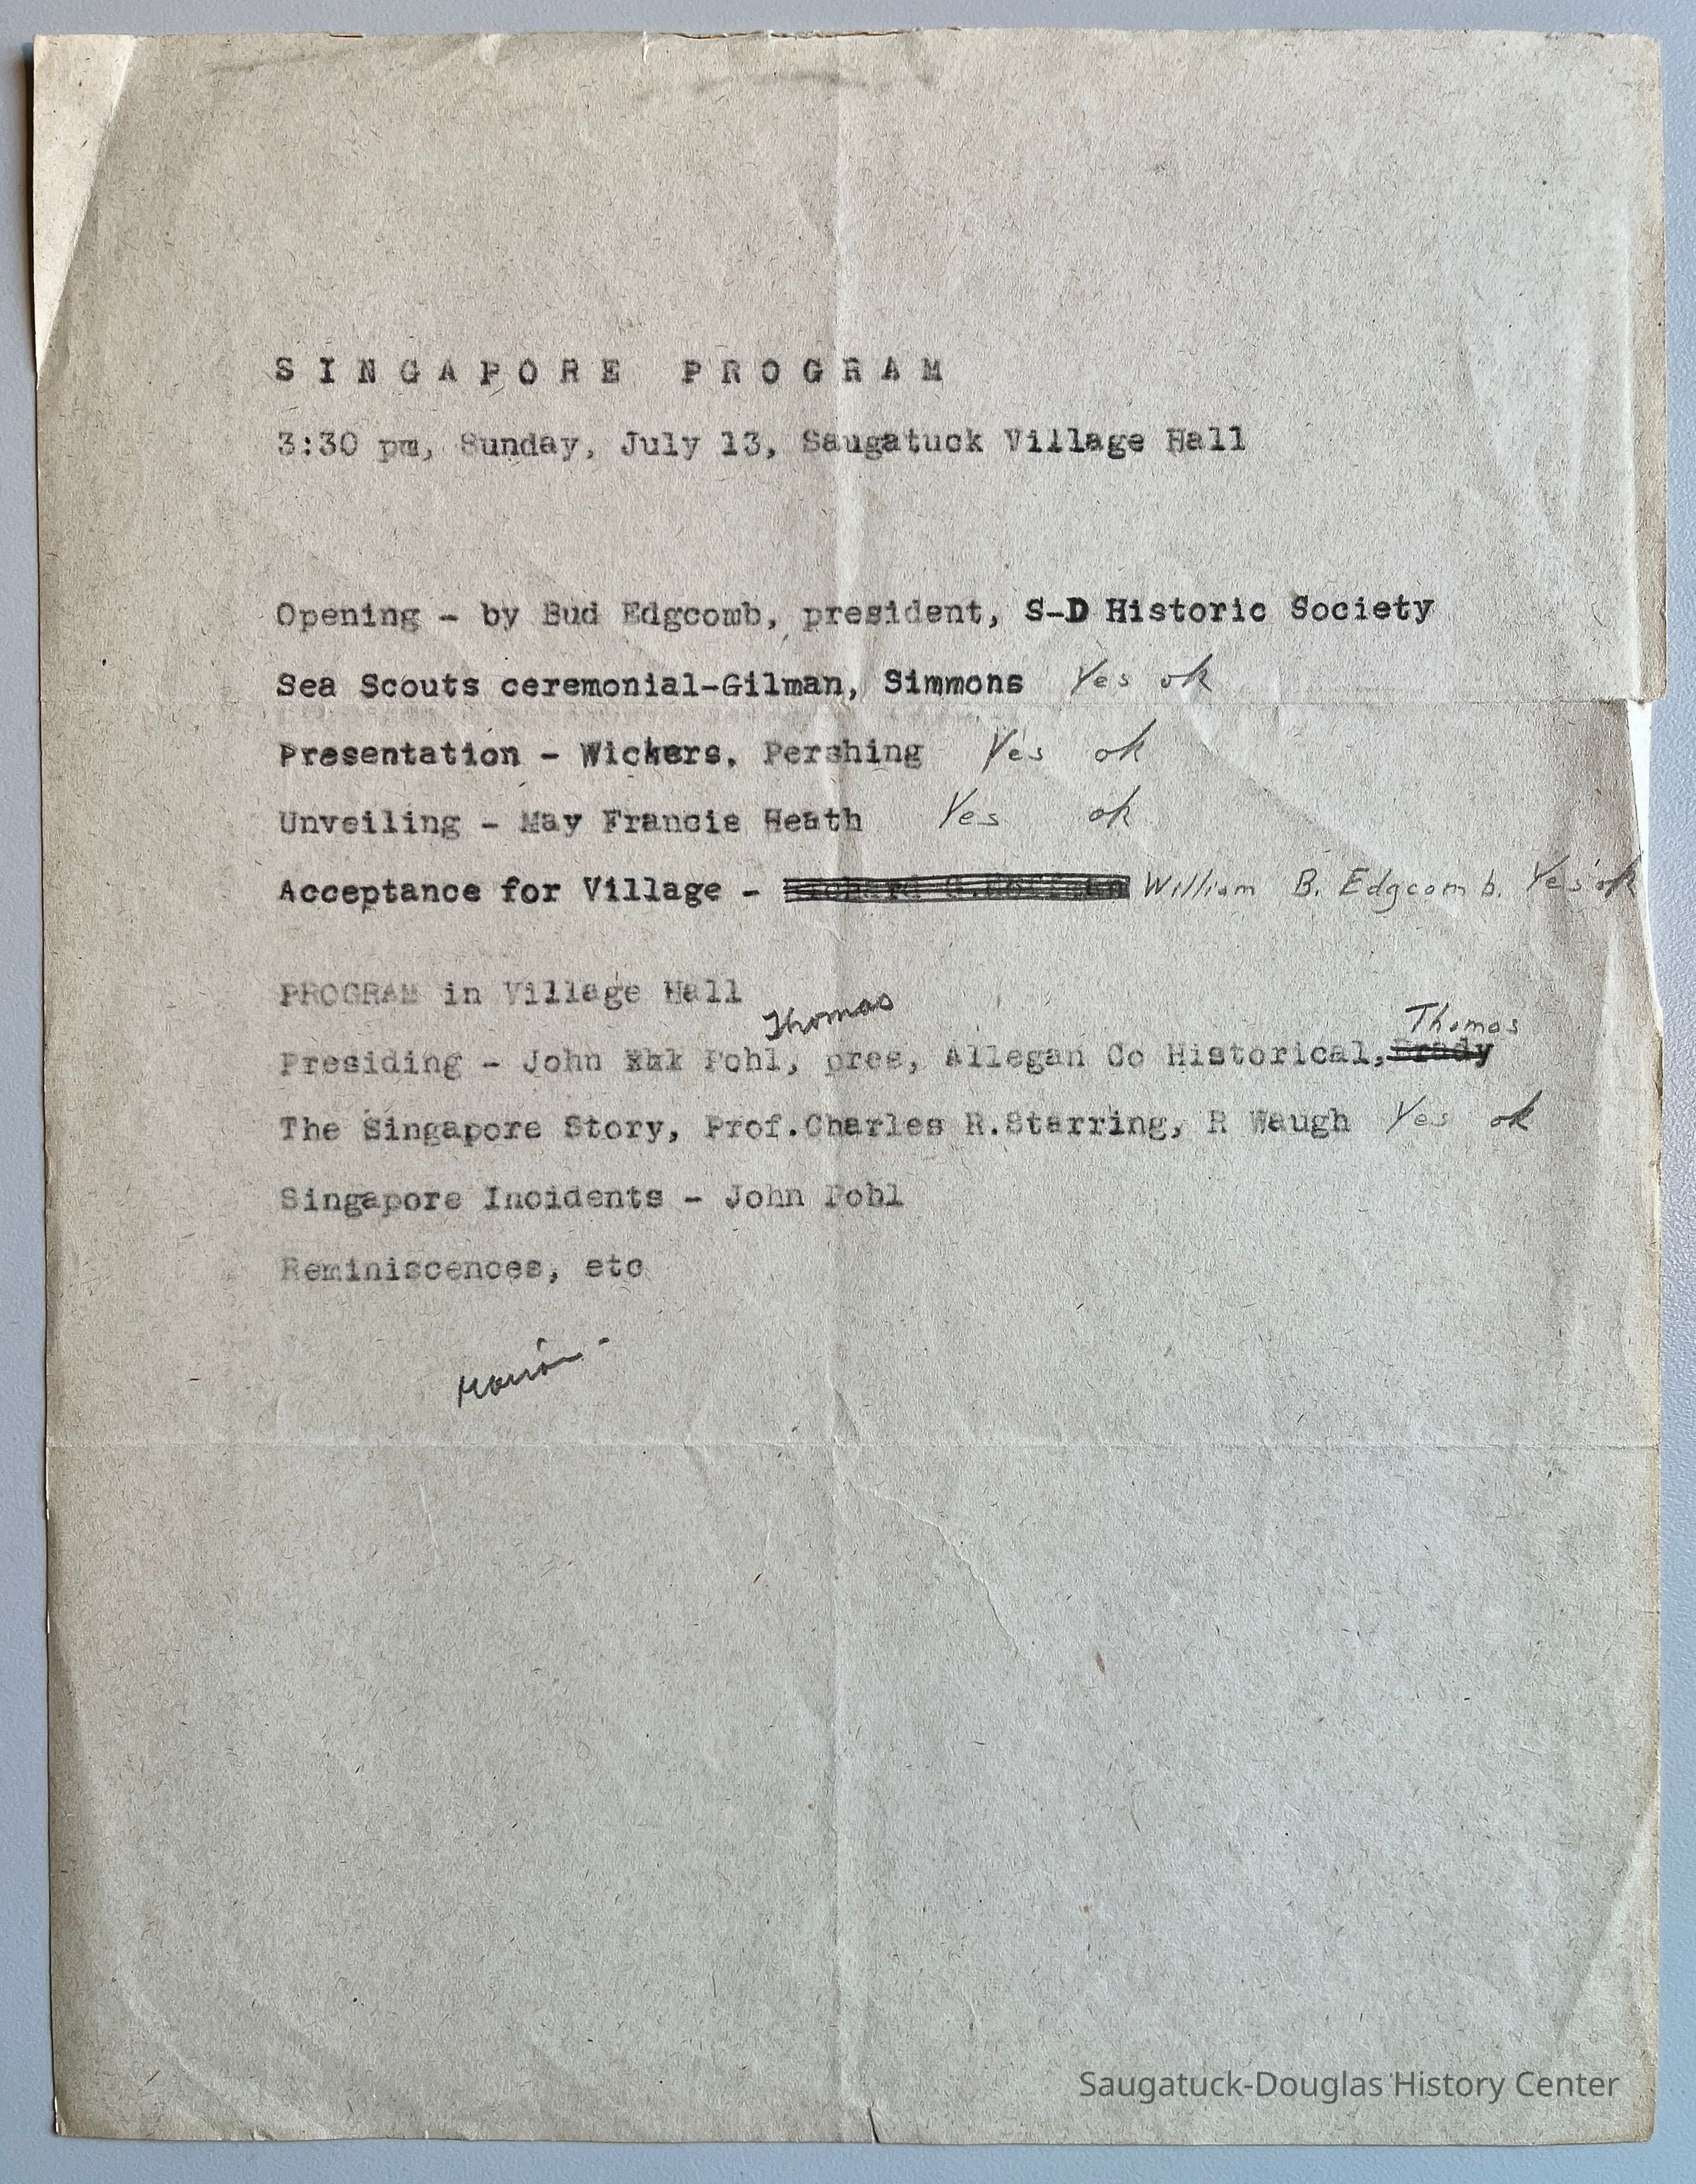 SINGAPORE PROGRAM
3:30 pm, Sunday, July 13, Saugatuck Village Hall
Opening - by Bud Edgcomb, president, S-D Historic Society
Sea Scouts ceremonial-Gilman, Simmons Yes ok
Presentation - Wickers, Pershing Yes ok
Unveiling - May Francis Heath Yes ok
Acceptance for Village - William B. Edgcomb. Yes ok
PROGRAM in Village Hall
Thomas
Thomas
Presiding - John Pohl, pres, Allegan Co Historical, Brady
The Singapore Story, Prof.Charles R.Starring, R Waugh Yes ok
Singapore Incidents - John Pohl
Reminiscences, etc
Saugatuck-Douglas History Center